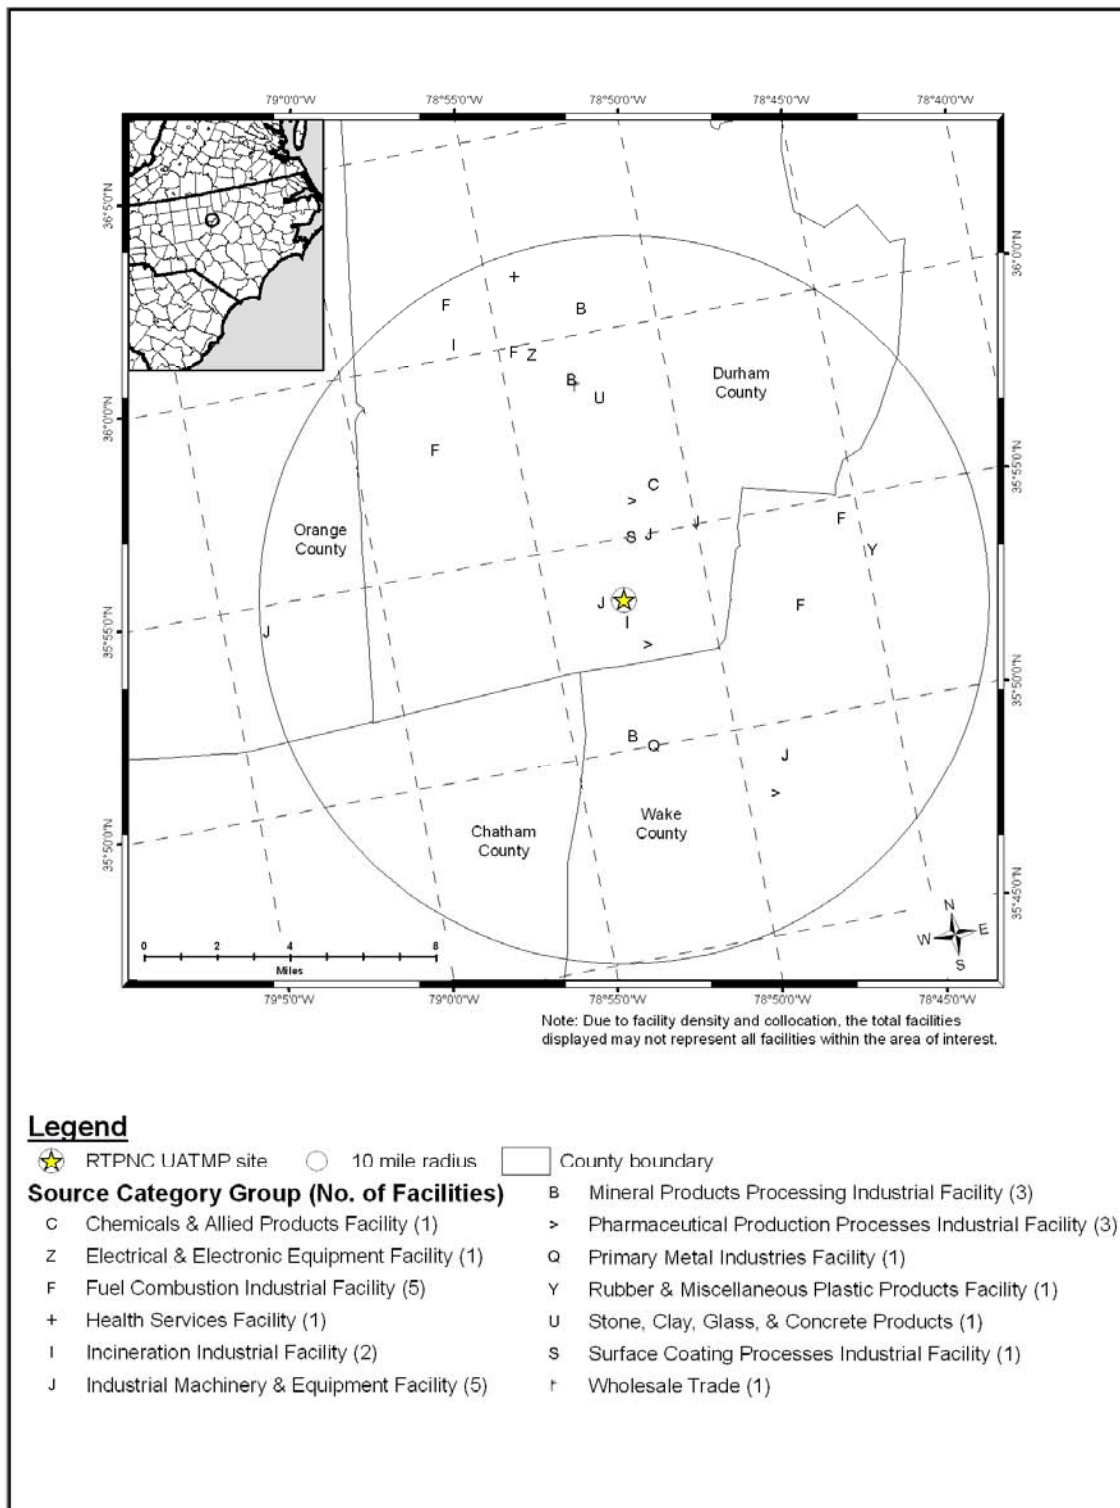 79°0'0"W 78°55'0"W 78°50'0"W 78°45'0"W 78°40'0"W
36°5'0"N
36°0'0"N
+
F
B
I
F Z
36°0'0"N
B
ⱶ
U
Durham
County
F
35°55'0"N
C
>
J
F
S J
Y
Orange
County
J
F
I
J
35°55'0"N
>
35°50'0"N
B
Q
J
>
Wake
County
Chatham
County
35°50'0"N
35°45'0"N
N
W E
S
0 2 4 8
Miles
79°5'0"W 79°0'0"W 78°55'0"W 78°50'0"W 78°45'0"W
Note: Due to facility density and collocation, the total facilities
displayed may not represent all facilities within the area of interest.
Legend
RTPNC UATMP site 10 mile radius County boundary
Source Category Group (No. of Facilities)
C Chemicals & Allied Products Facility (1)
Z Electrical & Electronic Equipment Facility (1)
F Fuel Combustion Industrial Facility (5)
+ Health Services Facility (1)
I Incineration Industrial Facility (2)
J Industrial Machinery & Equipment Facility (5)
B Mineral Products Processing Industrial Facility (3)
> Pharmaceutical Production Processes Industrial Facility (3)
Q Primary Metal Industries Facility (1)
Y Rubber & Miscellaneous Plastic Products Facility (1)
U Stone, Clay, Glass, & Concrete Products (1)
S Surface Coating Processes Industrial Facility (1)
ⱶ Wholesale Trade (1)